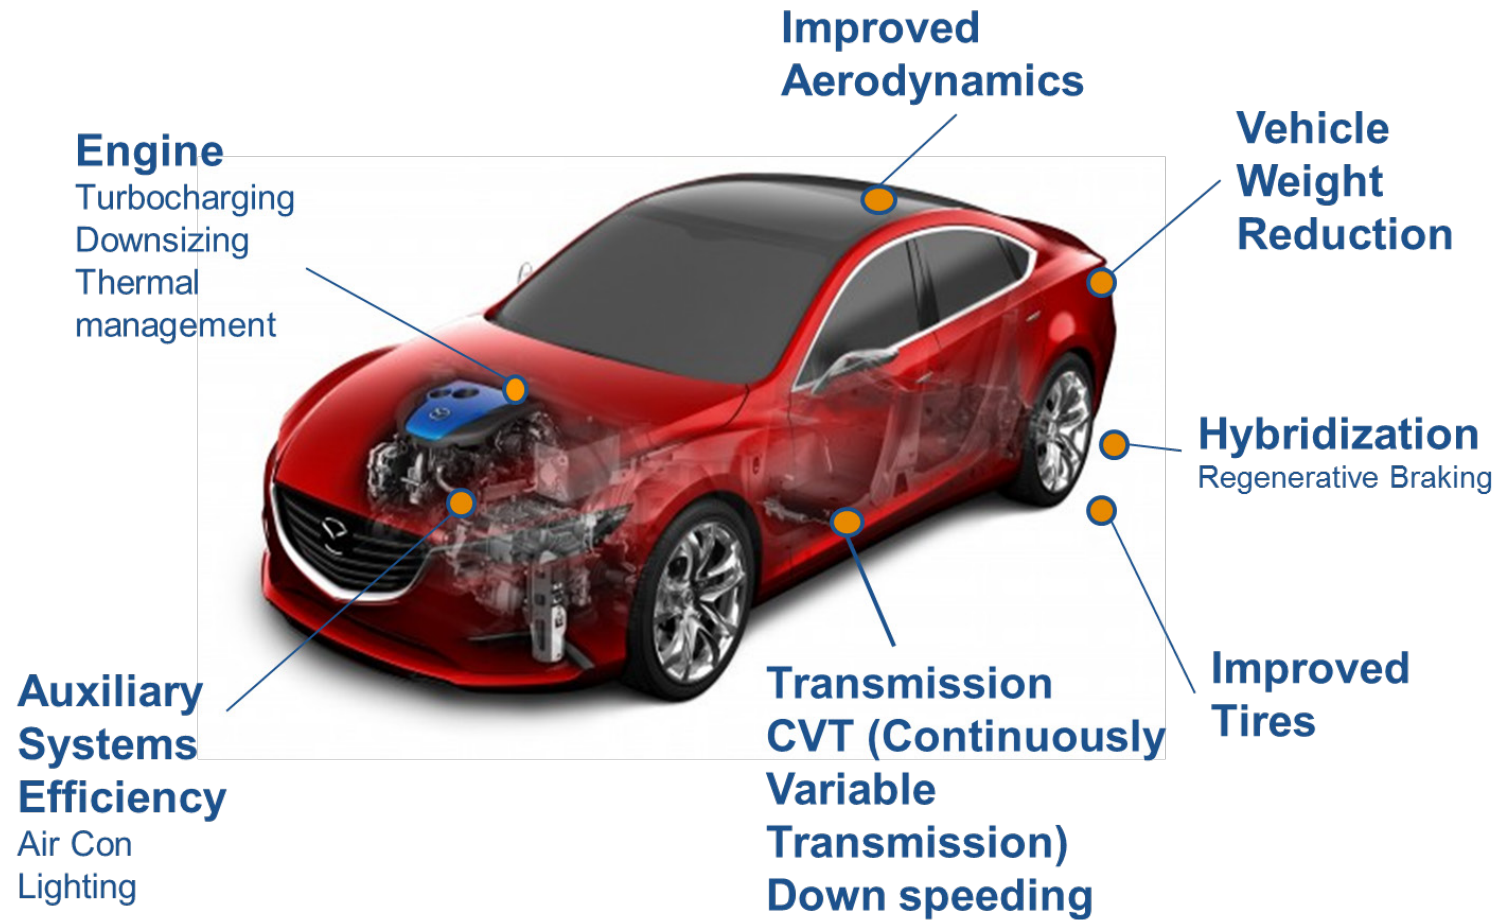 Improved
Aerodynamics
Vehicle
Weight
Reduction
Engine
Turbocharging
Downsizing
Thermal
management
Hybridization
Regenerative Braking
Improved
Tires
Auxiliary
Systems
Efficiency
Air Con
Lighting
Transmission
CVT (Continuously
Variable
Transmission)
Down speeding